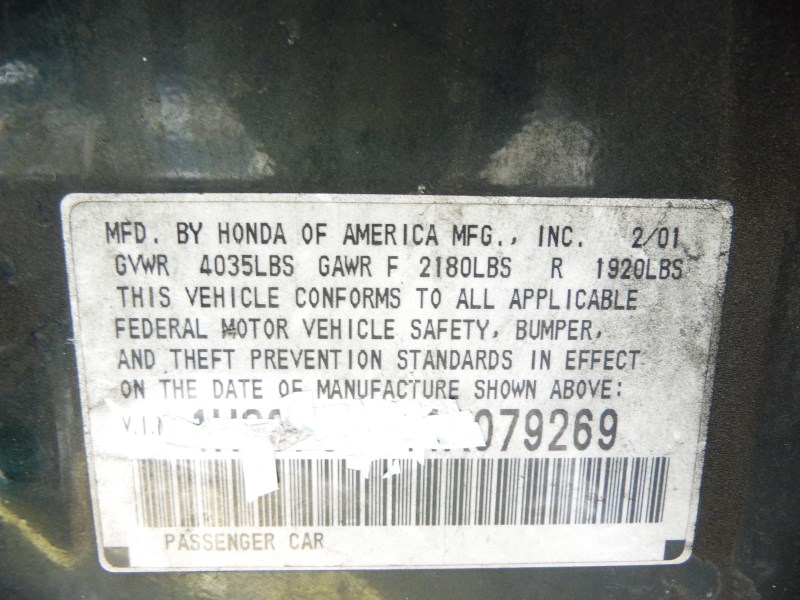 MFD. BY HONDA OF AMERICA MFG., INC. 2/01
GVWR 4035LBS GAWR F 2180LBS R 1920LBS
THIS VEHICLE CONFORMS TO ALL APPLICABLE
FEDERAL MOTOR VEHICLE SAFETY, BUMPER,
AND THEFT PREVENTION STANDARDS IN EFFECT
ON THE DATE OF MANUFACTURE SHOWN ABOVE:
079269
PASSENGER CAR